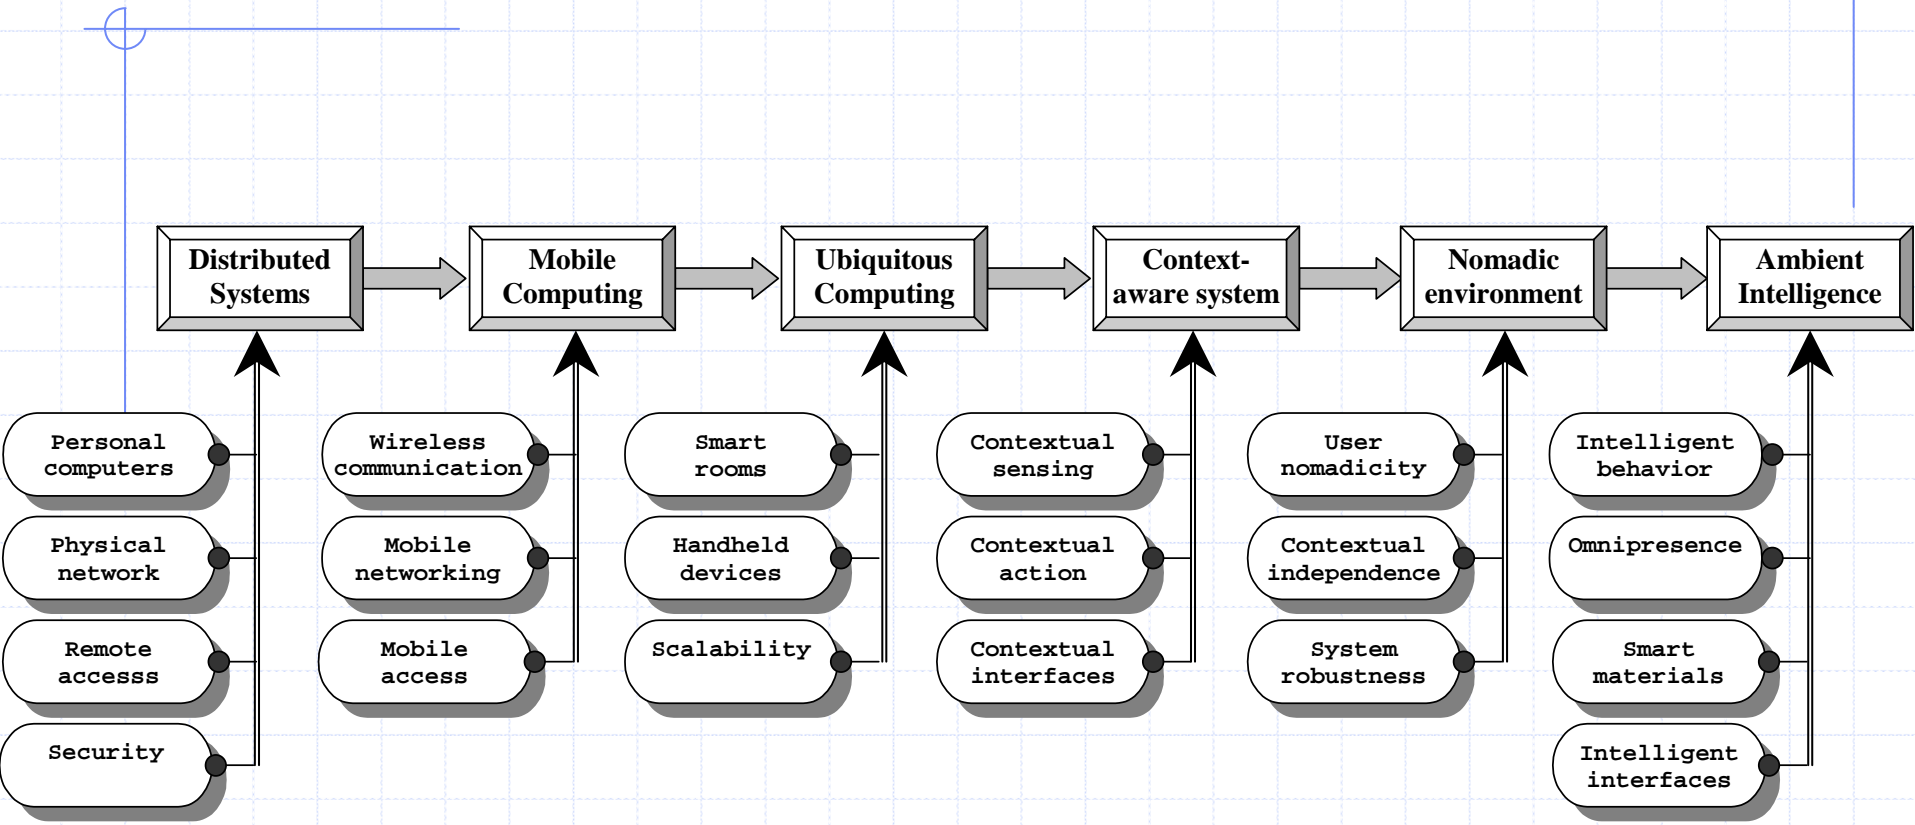 Distributed
Systems
Mobile
Computing
Ubiquitous
Computing
Context-
aware system
Nomadic
environment
Ambient
Intelligence
Personal
computers
Physical
network
Remote
accesss
Security
Wireless
communication
Mobile
networking
Mobile
access
Smart
rooms
Handheld
devices
Scalability
Contextual
sensing
Contextual
action
Contextual
interfaces
User
nomadicity
Contextual
independence
System
robustness
Intelligent
behavior
Omnipresence
Smart
materials
Intelligent
interfaces